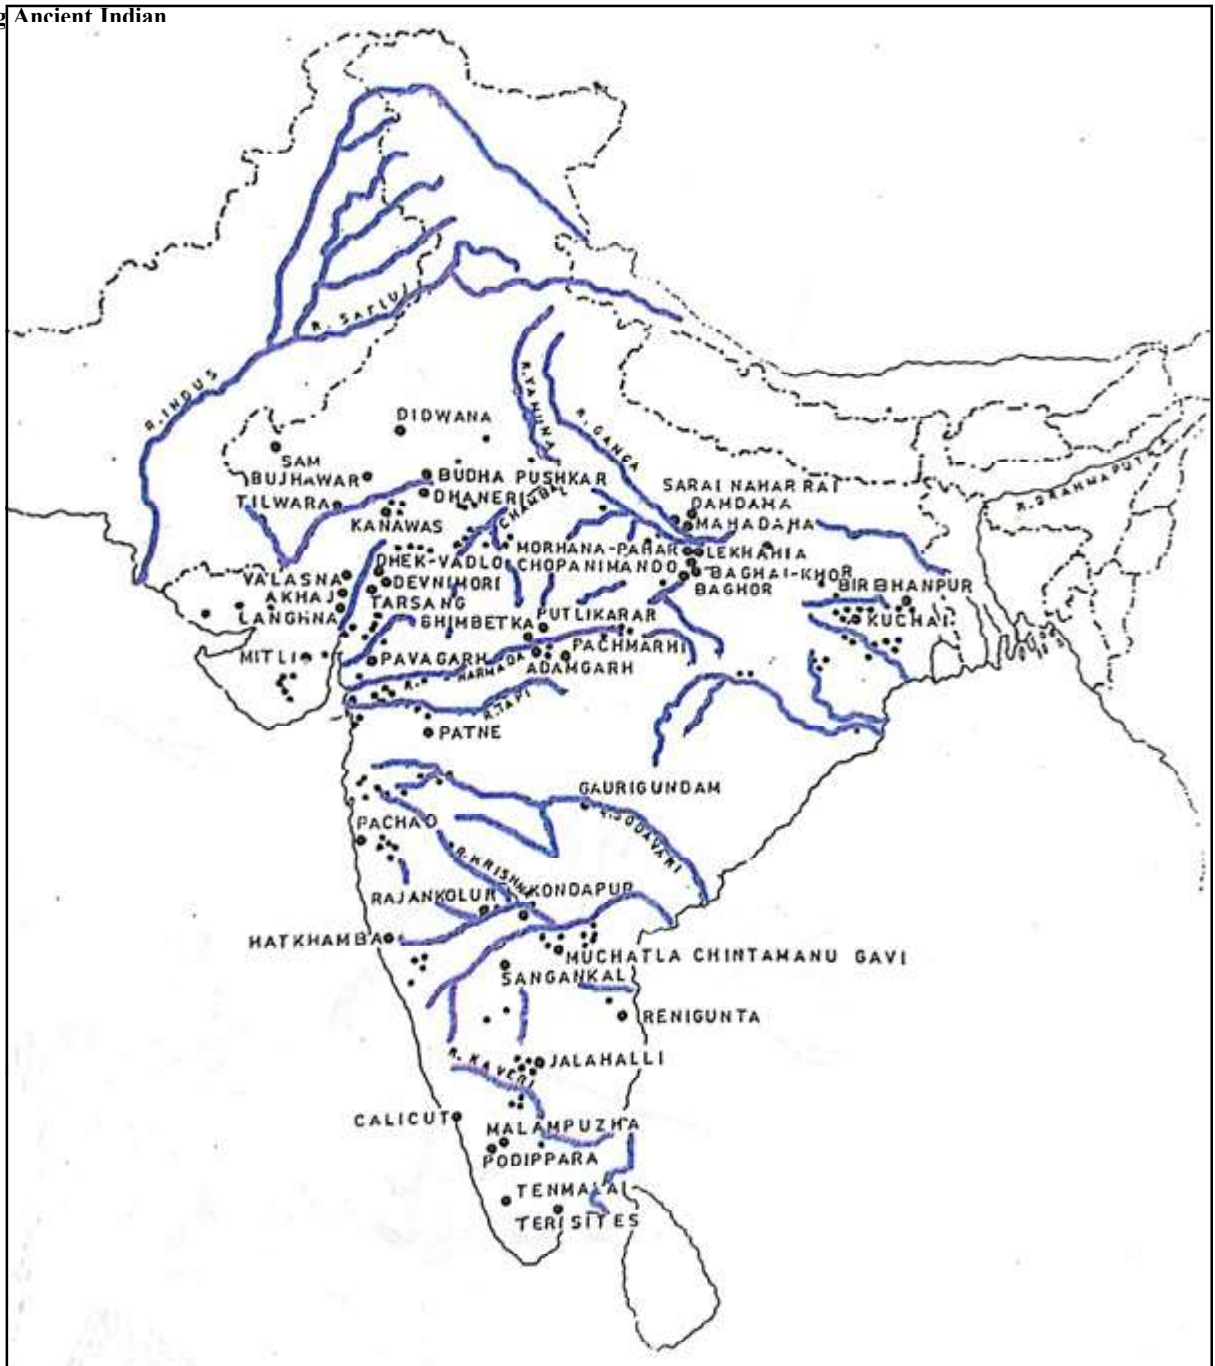 g Ancient Indian
R. SATLUJ
R. INDUS
R. YAMUNA
R. GANGA
DIDWANA
SAM
BUJHAWAR
BUDHA PUSHKAR
TILWARA
DHANERI
CHAMBAL
KANAWAS
SARAI NAHAR RAI
DAMDAMA
MAHADAHA
R. BRAHMAPUTRA
MORHANA-PAHAR
LEKHAHIA
DHEK-VADLO
CHOPANIMANDO
BAGHAI-KHOR
VALASNA
DEVNIMORI
BAGHOR
BIRBHANPUR
AKHAJ
TARSANG
LANGHNA
BHIMBETKA
PUTLIKARAR
KUCHAI
MITLI
PAVAGARH
PACHMARHI
R. NARMADA
ADAMGARH
R. TAPI
PATNE
GAURIGUNDAM
R. GODAVARI
PACHAD
R. KRISHNA
RAJANKOLUR
KONDAPUR
HATKHAMBA
MUCHATLA CHINTAMANU GAVI
SANGANKAL
RENIGUNTA
R. KAVERI
JALAHALLI
CALICUT
MALAMPUZHA
PODIPPARA
TENMALAI
TERI SITES